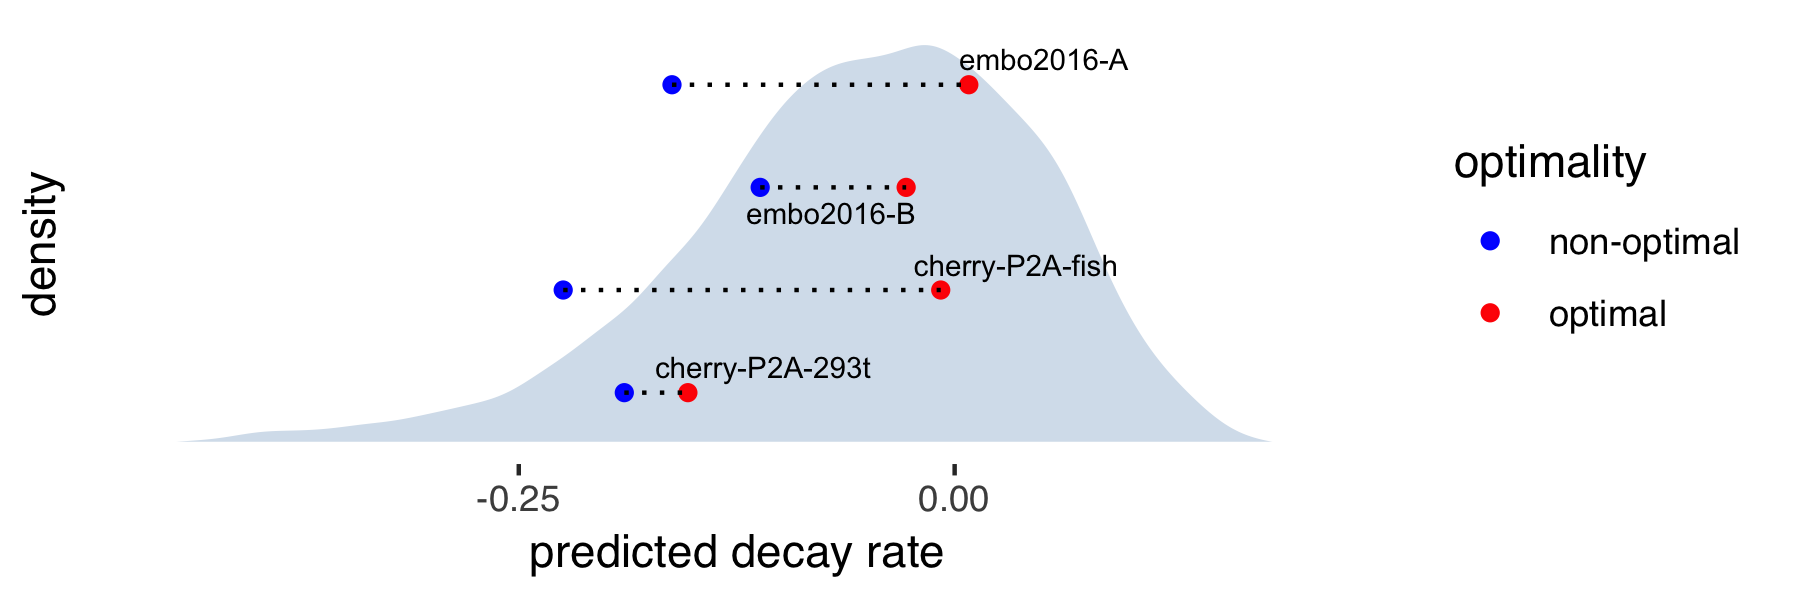 embo2016-A
embo2016-B
cherry-P2A-fish
cherry-P2A-293t
density
-0.25
0.00
predicted decay rate
optimality
non-optimal
optimal